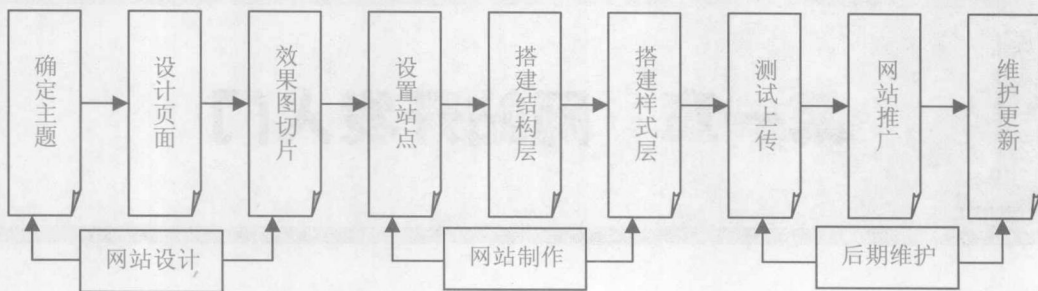 确定主题
设计页面
效果图切片
设置站点
搭建结构层
搭建样式层
测试上传
网站推广
维护更新
网站设计
网站制作
后期维护